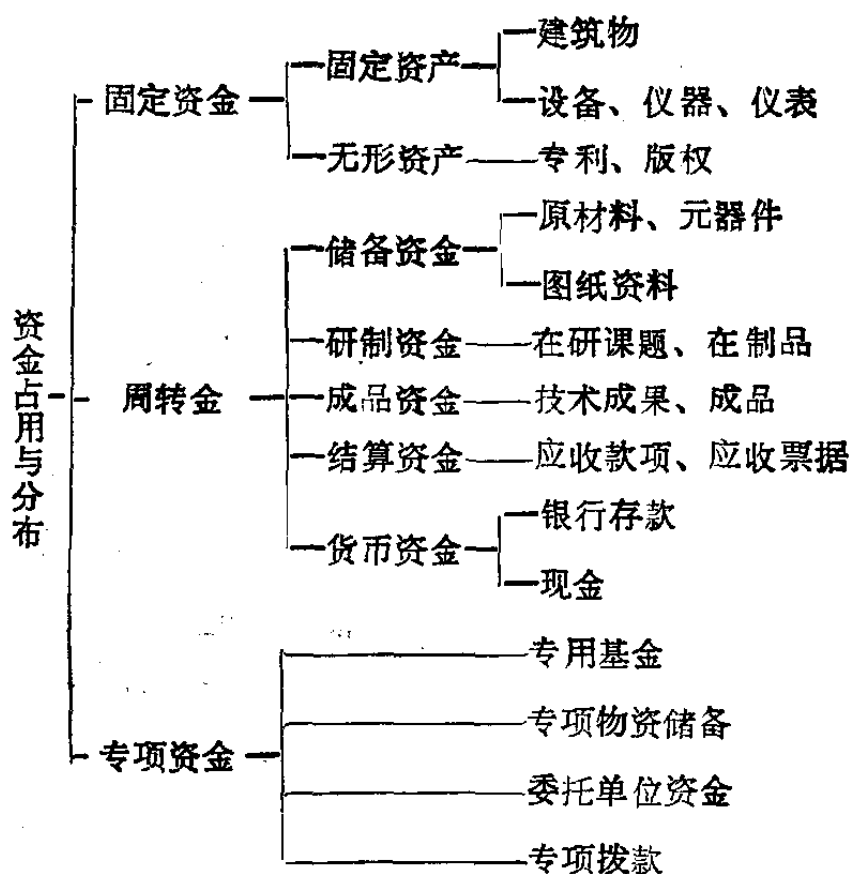 资金占用与分布
固定资金
固定资产
建筑物
设备、仪器、仪表
无形资产
专利、版权
周转金
储备资金
原材料、元器件
图纸资料
研制资金
在研课题、在制品
成品资金
技术成果、成品
结算资金
应收款项、应收票据
货币资金
银行存款
现金
专项资金
专用基金
专项物资储备
委托单位资金
专项拨款